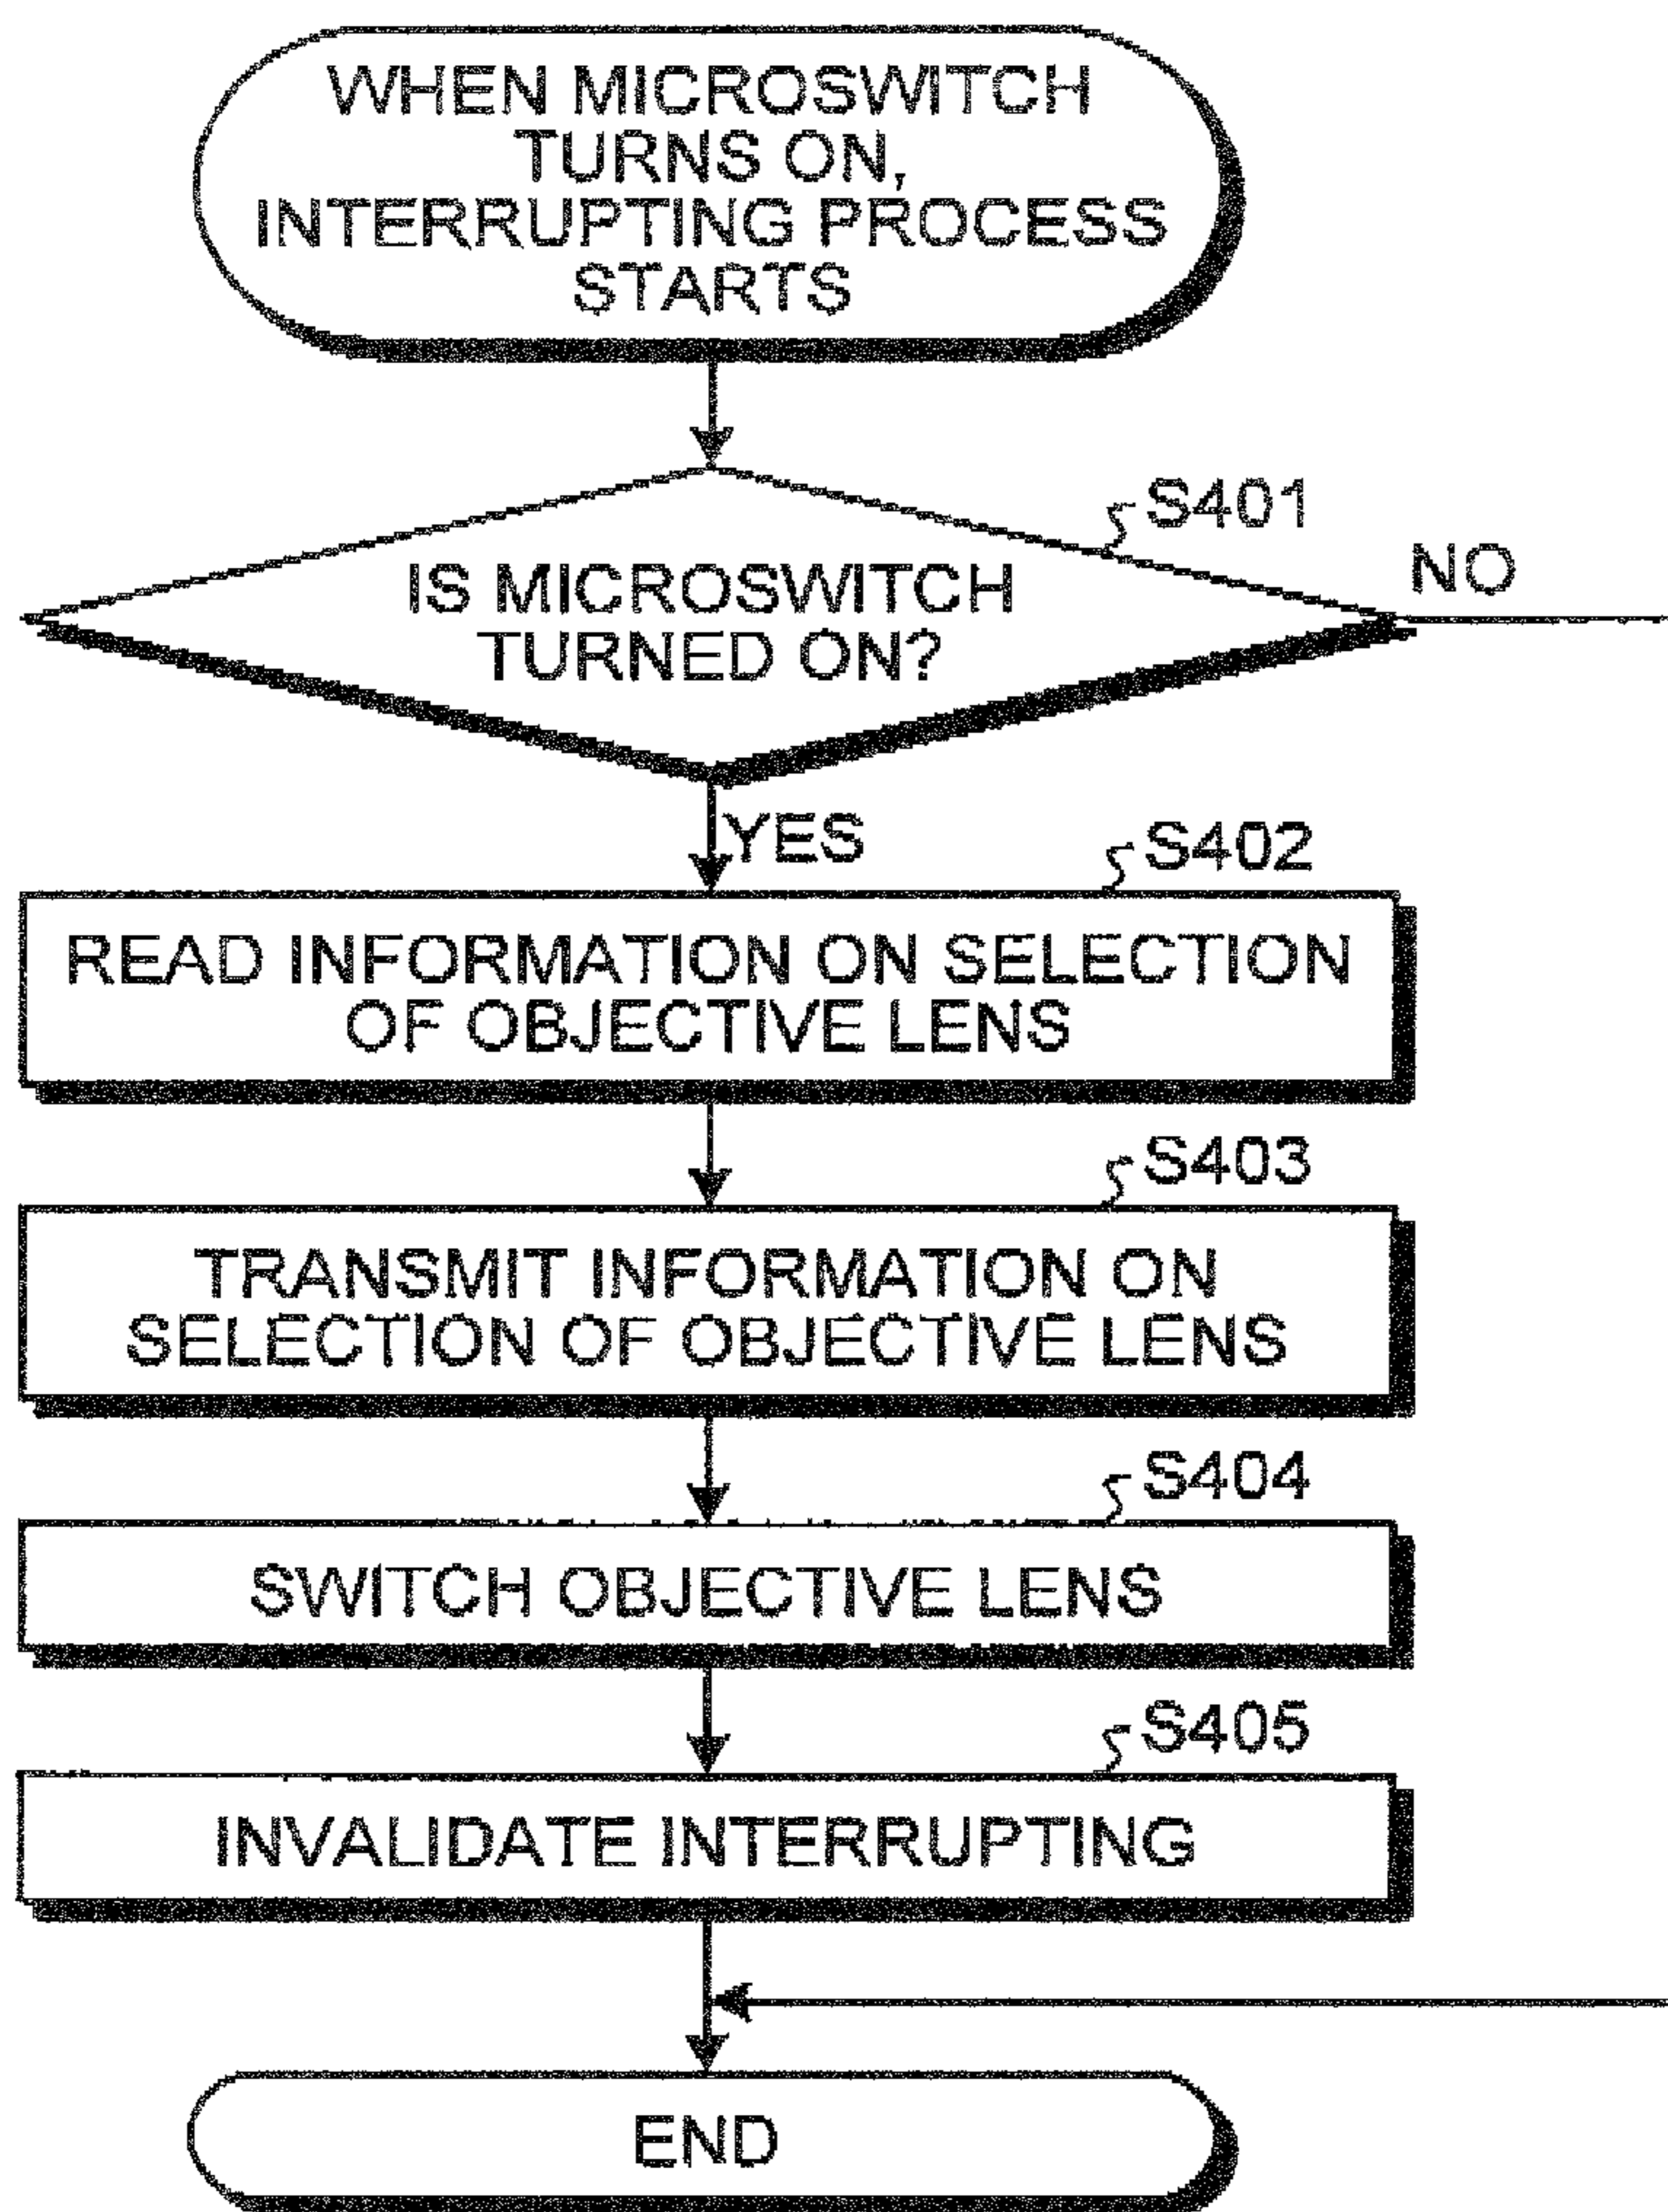 WHEN MICROSWITCH
TURNS ON,
INTERRUPTING PROCESS
STARTS
S401
IS MICROSWITCH
TURNED ON?
NO
YES
S402
READ INFORMATION ON SELECTION
OF OBJECTIVE LENS
S403
TRANSMIT INFORMATION ON
SELECTION OF OBJECTIVE LENS
S404
SWITCH OBJECTIVE LENS
S405
INVALIDATE INTERRUPTING
END